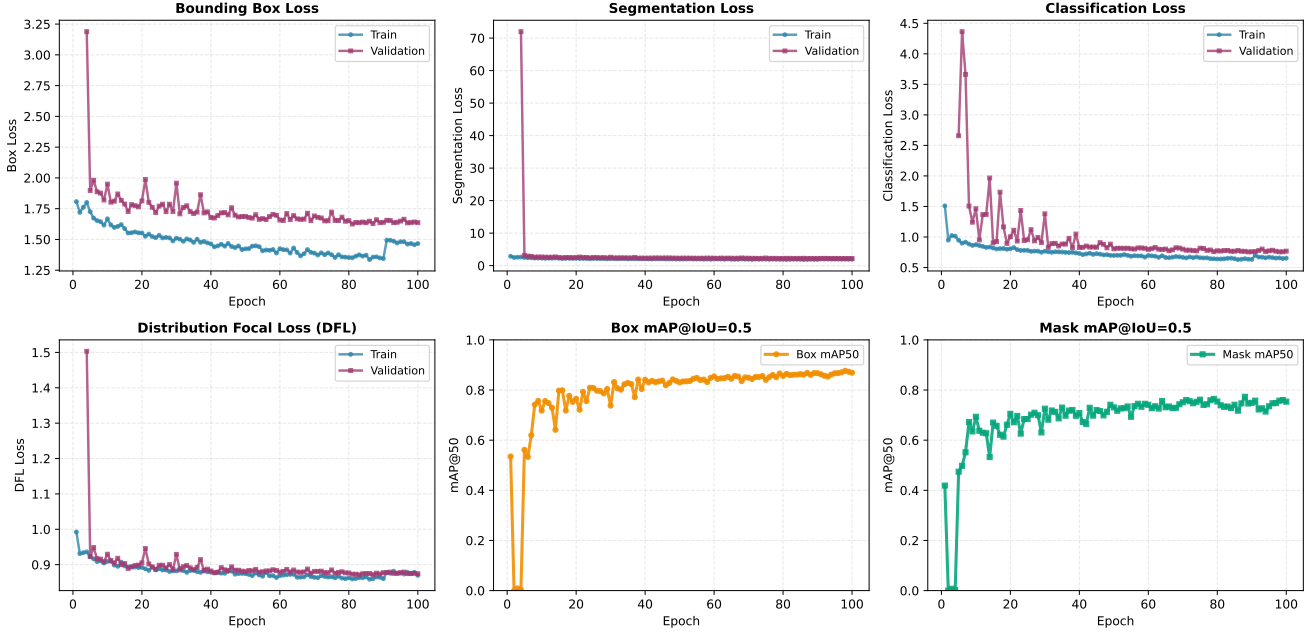 Bounding Box Loss
3.25
3.00
2.75
2.50
2.25
2.00
1.75
1.50
1.25
Box Loss
0 20 40 60 80 100
Epoch
Train
Validation
Segmentation Loss
70
60
50
40
30
20
10
0
Segmentation Loss
0 20 40 60 80 100
Epoch
Train
Validation
Classification Loss
4.5
4.0
3.5
3.0
2.5
2.0
1.5
1.0
0.5
Classification Loss
0 20 40 60 80 100
Epoch
Train
Validation
Distribution Focal Loss (DFL)
1.5
1.4
1.3
1.2
1.1
1.0
0.9
DFL Loss
0 20 40 60 80 100
Epoch
Train
Validation
Box mAP@IoU=0.5
1.0
0.8
0.6
0.4
0.2
0.0
mAP@50
0 20 40 60 80 100
Epoch
Box mAP50
Mask mAP@IoU=0.5
1.0
0.8
0.6
0.4
0.2
0.0
mAP@50
0 20 40 60 80 100
Epoch
Mask mAP50